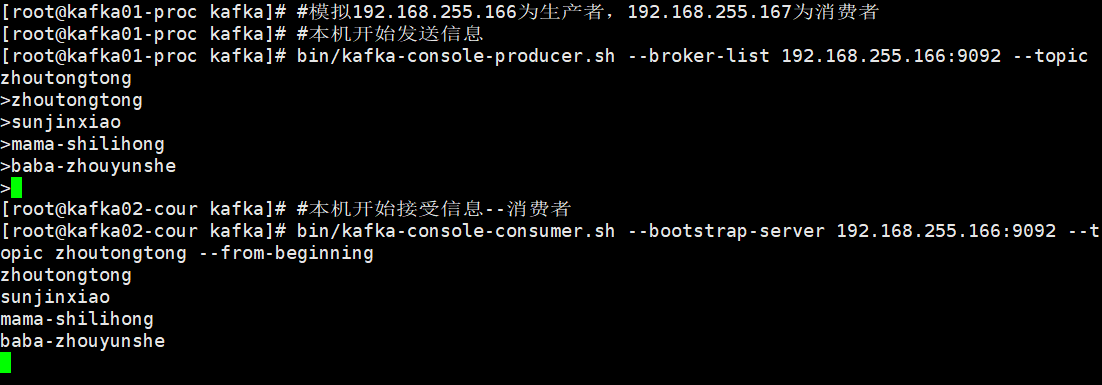 [root@kafka01-proc kafka]# #模拟192.168.255.166为生产者，192.168.255.167为消费者
[root@kafka01-proc kafka]# #本机开始发送信息
[root@kafka01-proc kafka]# bin/kafka-console-producer.sh --broker-list 192.168.255.166:9092 --topic
zhoutongtong
>zhoutongtong
>sunjinxiao
>mama-shilihong
>baba-zhouyunshe
>
[root@kafka02-cour kafka]# #本机开始接受信息--消费者
[root@kafka02-cour kafka]# bin/kafka-console-consumer.sh --bootstrap-server 192.168.255.166:9092 --t
opic zhoutongtong --from-beginning
zhoutongtong
sunjinxiao
mama-shilihong
baba-zhouyunshe